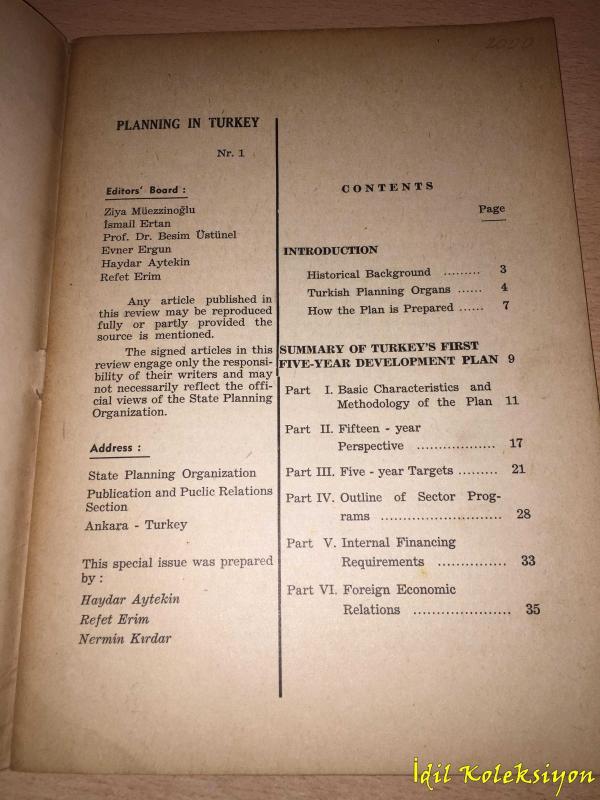 2000
PLANNING IN TURKEY
Nr. 1
Editors' Board :
Ziya Müezzinoğlu
İsmail Ertan
Prof. Dr. Besim Üstünel
Evner Ergun
Haydar Aytekin
Refet Erim
Any article published in
this review may be reproduced
fully or partly provided the
source is mentioned.
The signed articles in this
review engage only the responsi-
bility of their writers and may
not necessarily reflect the offi-
cial views of the State Planning
Organization.
Address :
State Planning Organization
Publication and Puclic Relations
Section
Ankara - Turkey
This special issue was prepared
by :
Haydar Aytekin
Refet Erim
Nermin Kırdar
CONTENTS
Page
INTRODUCTION
Historical Background ......... 3
Turkish Planning Organs ...... 4
How the Plan is Prepared ...... 7
SUMMARY OF TURKEY'S FIRST
FIVE-YEAR DEVELOPMENT PLAN 9
Part I. Basic Characteristics and
Methodology of the Plan 11
Part II. Fifteen - year
Perspective .................. 17
Part III. Five - year Targets ......... 21
Part IV. Outline of Sector Prog-
rams ............................ 28
Part V. Internal Financing
Requirements ............... 33
Part VI. Foreign Economic
Relations ..................... 35
İdil Koleksiyon